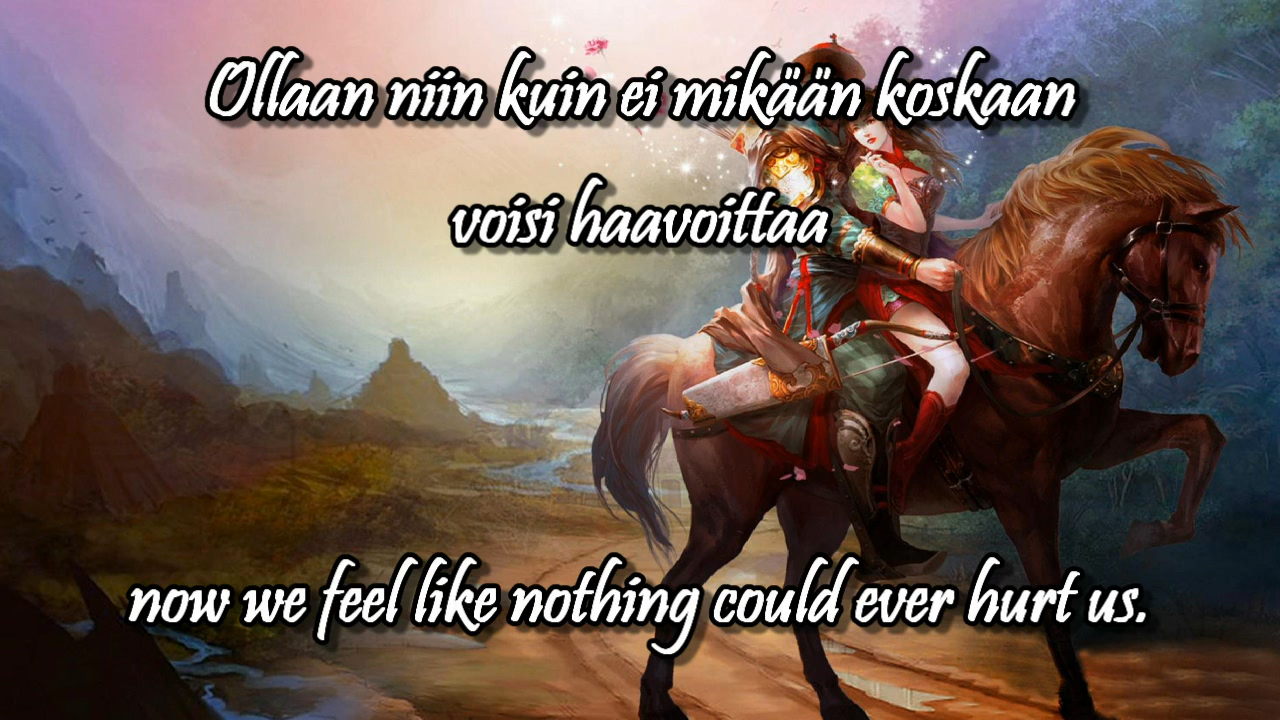 Ollaan niin kuin ei mikään koskaan
voisi haavoittaa
now we feel like nothing could ever hurt us.